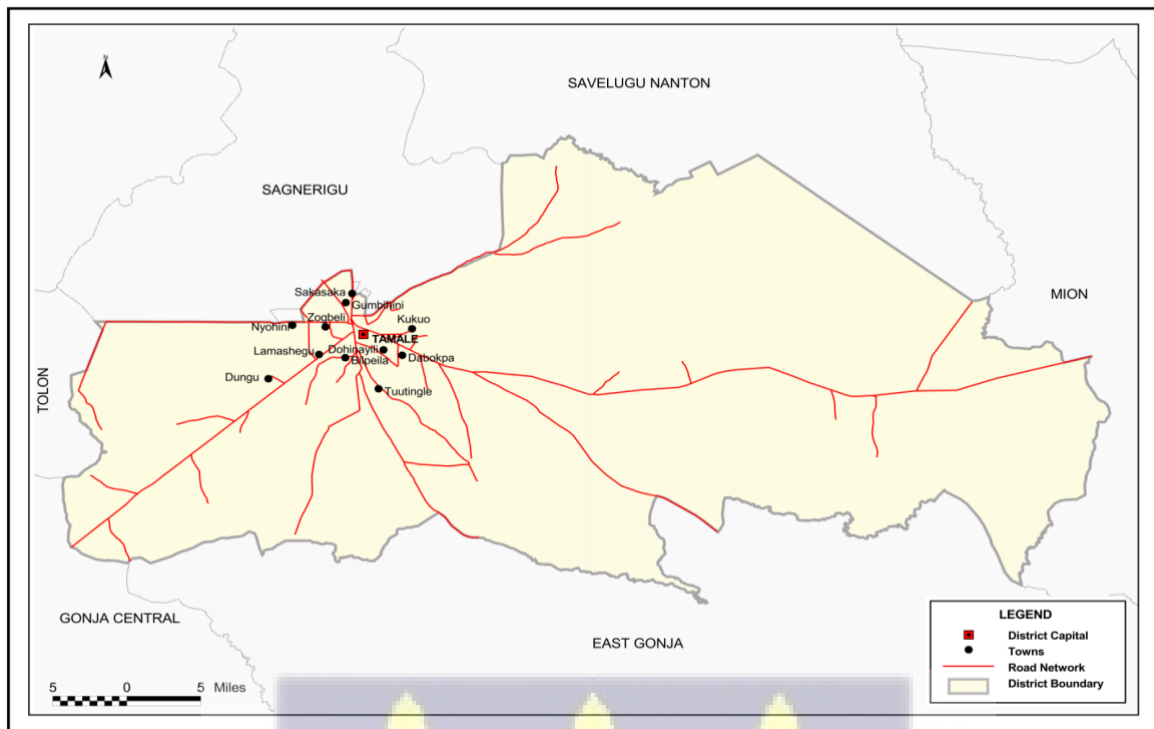 N
SAVELUGU NANTON
SAGNERIGU
MION
Sakasaka
Gumbihini
Zogbeli
Nyohini
Kukuo
TAMALE
Lamashegu
Dohinayili
Dabokpa
Bilpeila
Dungu
Tuutingle
TOLON
GONJA CENTRAL
EAST GONJA
LEGEND
District Capital
Towns
Road Network
District Boundary
5 0 5 Miles